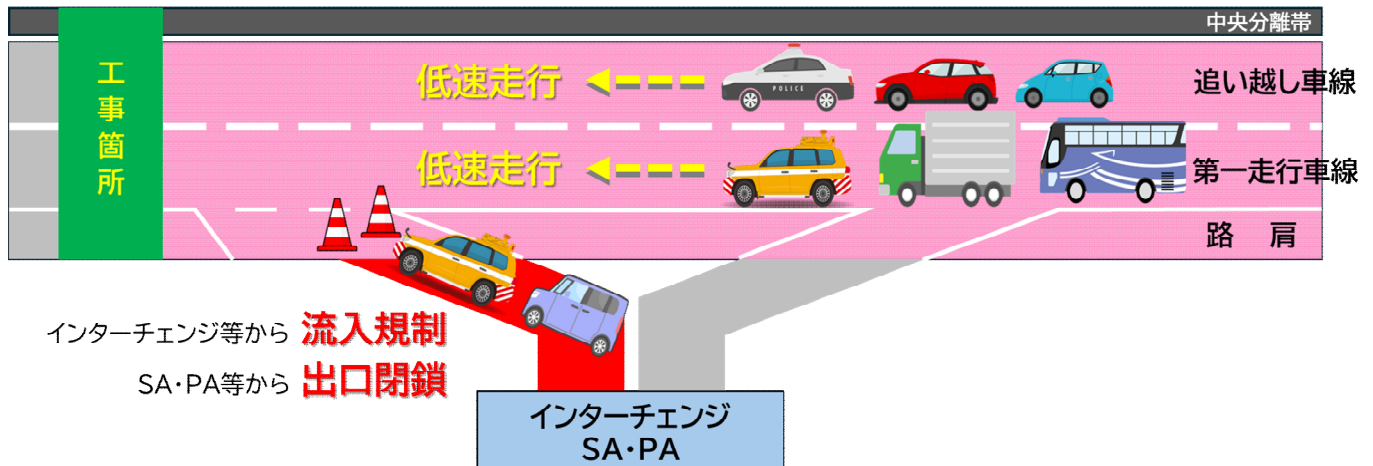 中央分離帯
工事箇所
低速走行
POLICE
追い越し車線
低速走行
第一走行車線
路 肩
インターチェンジ等から 流入規制
SA・PA等から 出口閉鎖
インターチェンジ
SA・PA